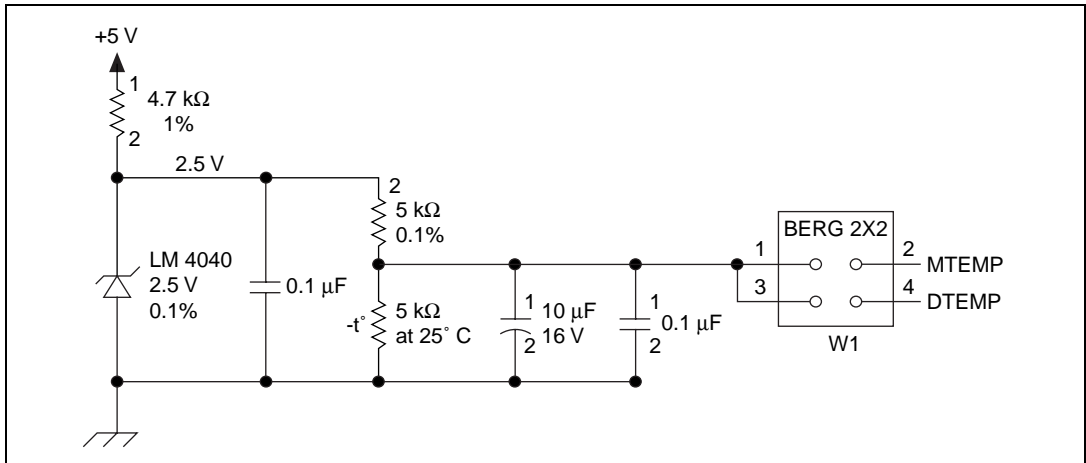 +5 V
1
4.7 kΩ
1%
2
2.5 V
2
5 kΩ
0.1%
LM 4040
2.5 V
0.1%
0.1 µF
-t°
5 kΩ
at 25° C
1
10 µF
16 V
2
1
0.1 µF
2
BERG 2X2
1
2
MTEMP
3
4
DTEMP
W1